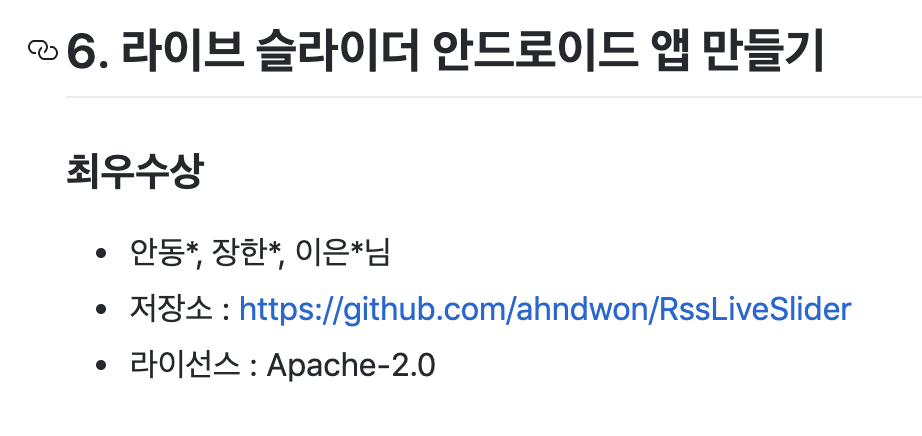 6. 라이브 슬라이더 안드로이드 앱 만들기
최우수상
• 안동*, 장한*, 이은*님
• 저장소 : https://github.com/ahndwon/RssLiveSlider
• 라이선스 : Apache-2.0